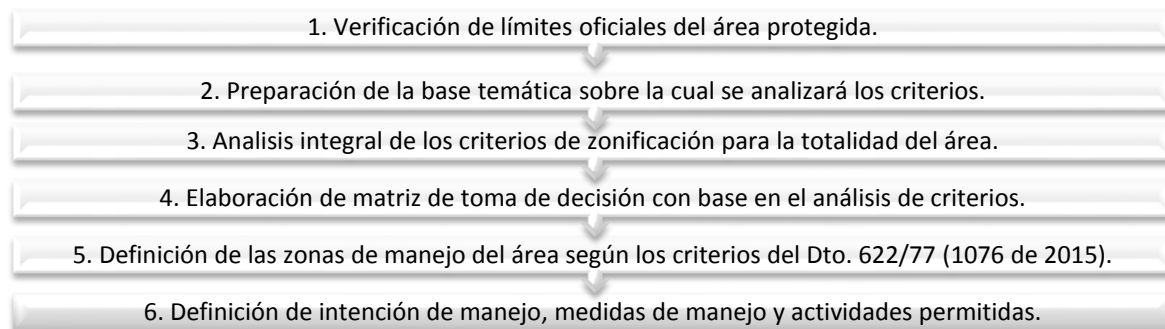 1. Verificación de límites oficiales del área protegida.
2. Preparación de la base temática sobre la cual se analizará los criterios.
3. Analisis integral de los criterios de zonificación para la totalidad del área.
4. Elaboración de matriz de toma de decisión con base en el análisis de criterios.
5. Definición de las zonas de manejo del área según los criterios del Dto. 622/77 (1076 de 2015).
6. Definición de intención de manejo, medidas de manejo y actividades permitidas.